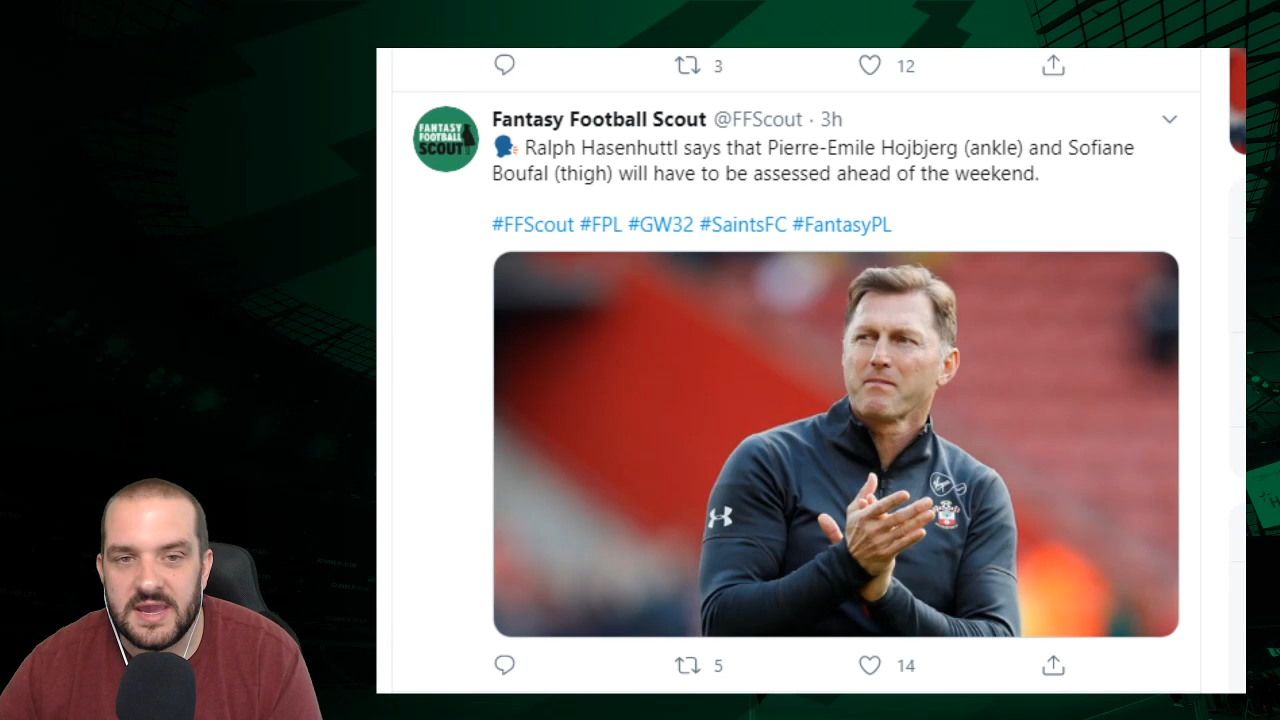 3 12
FANTASY
FOOTBALL
SCOUT
Fantasy Football Scout @FFScout · 3h
🗣 Ralph Hasenhuttl says that Pierre-Emile Hojbjerg (ankle) and Sofiane
Boufal (thigh) will have to be assessed ahead of the weekend.
#FFScout #FPL #GW32 #SaintsFC #FantasyPL
5 14